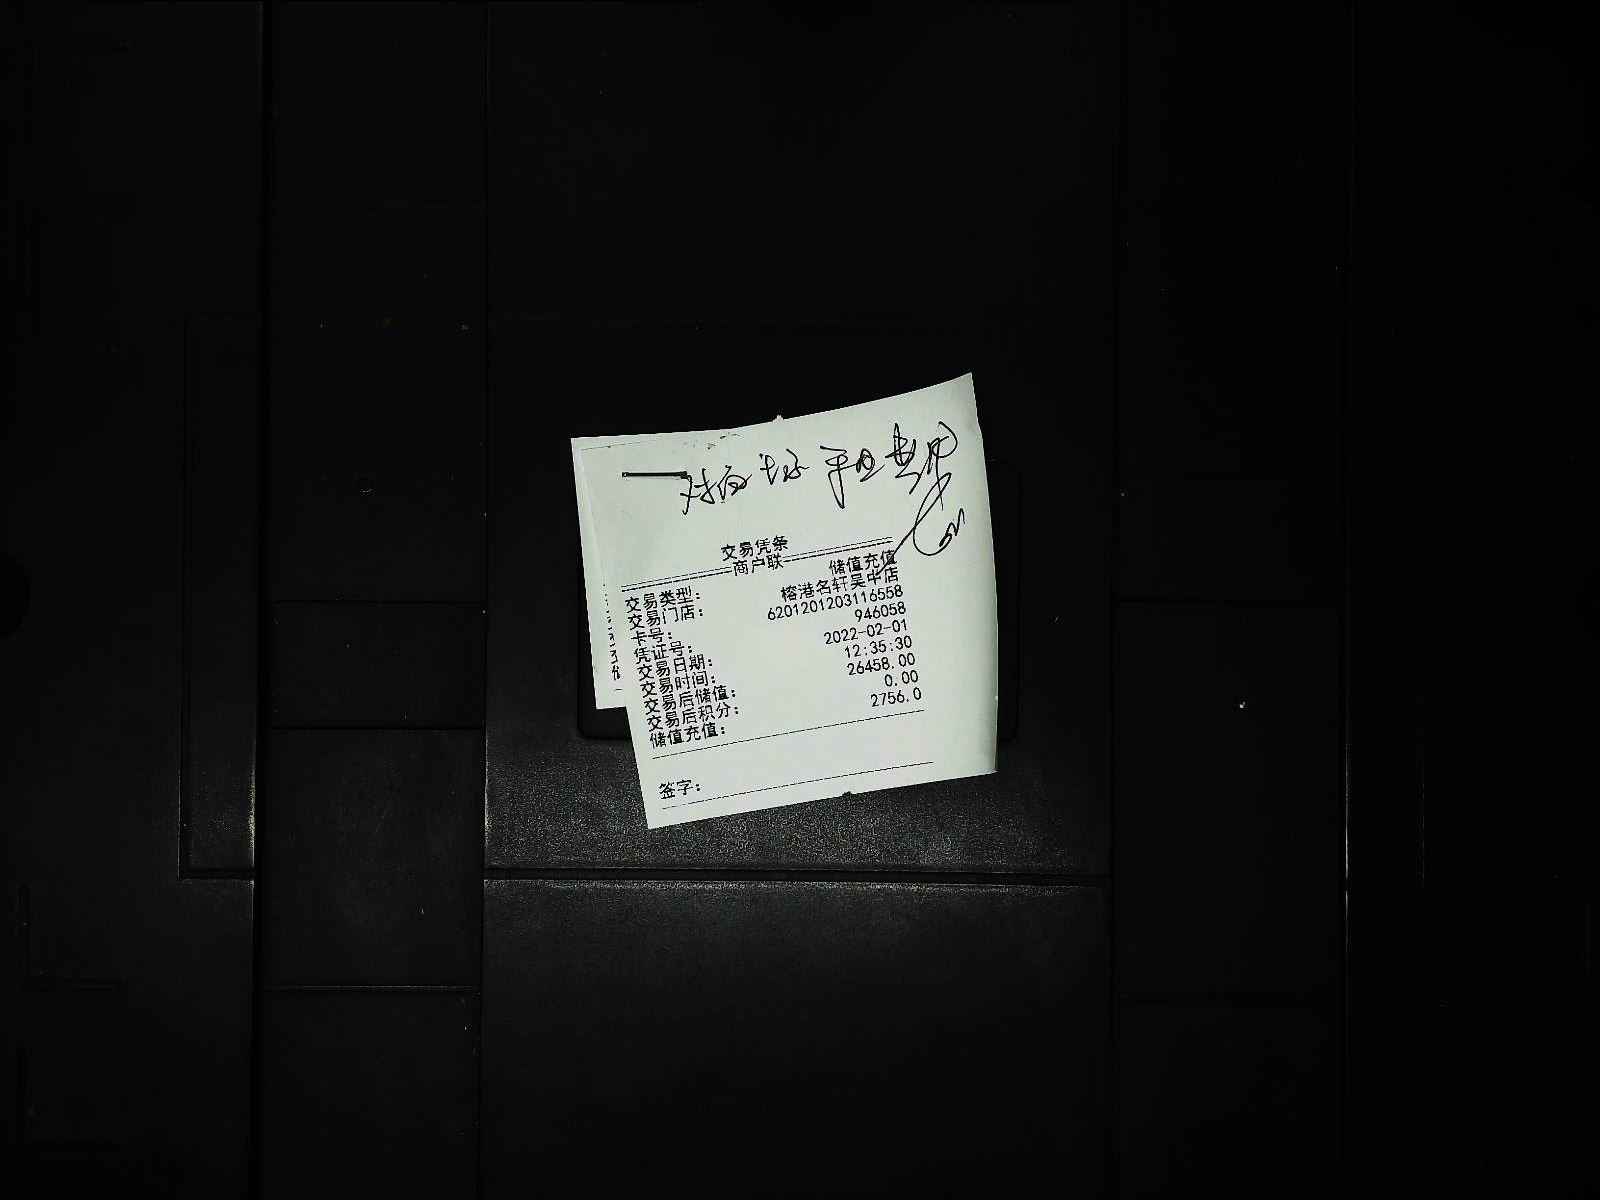 交易凭条
商户联
交易类型： 储值充值
交易门店： 榕港名轩吴中店
卡号： 6201201203116558
凭证号： 946058
交易日期： 2022-02-01
交易时间： 12:35:30
交易后储值： 26458.00
交易后积分： 0.00
储值充值： 2756.0
签字：